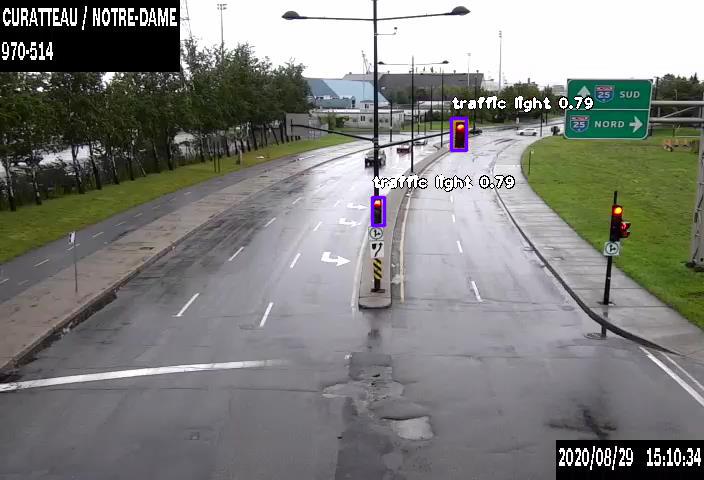 CURATTEAU / NOTRE-DAME
970-514
traffic light 0.79
25 SUD
25 NORD
traffic light 0.79
2020/08/29 15:10:34